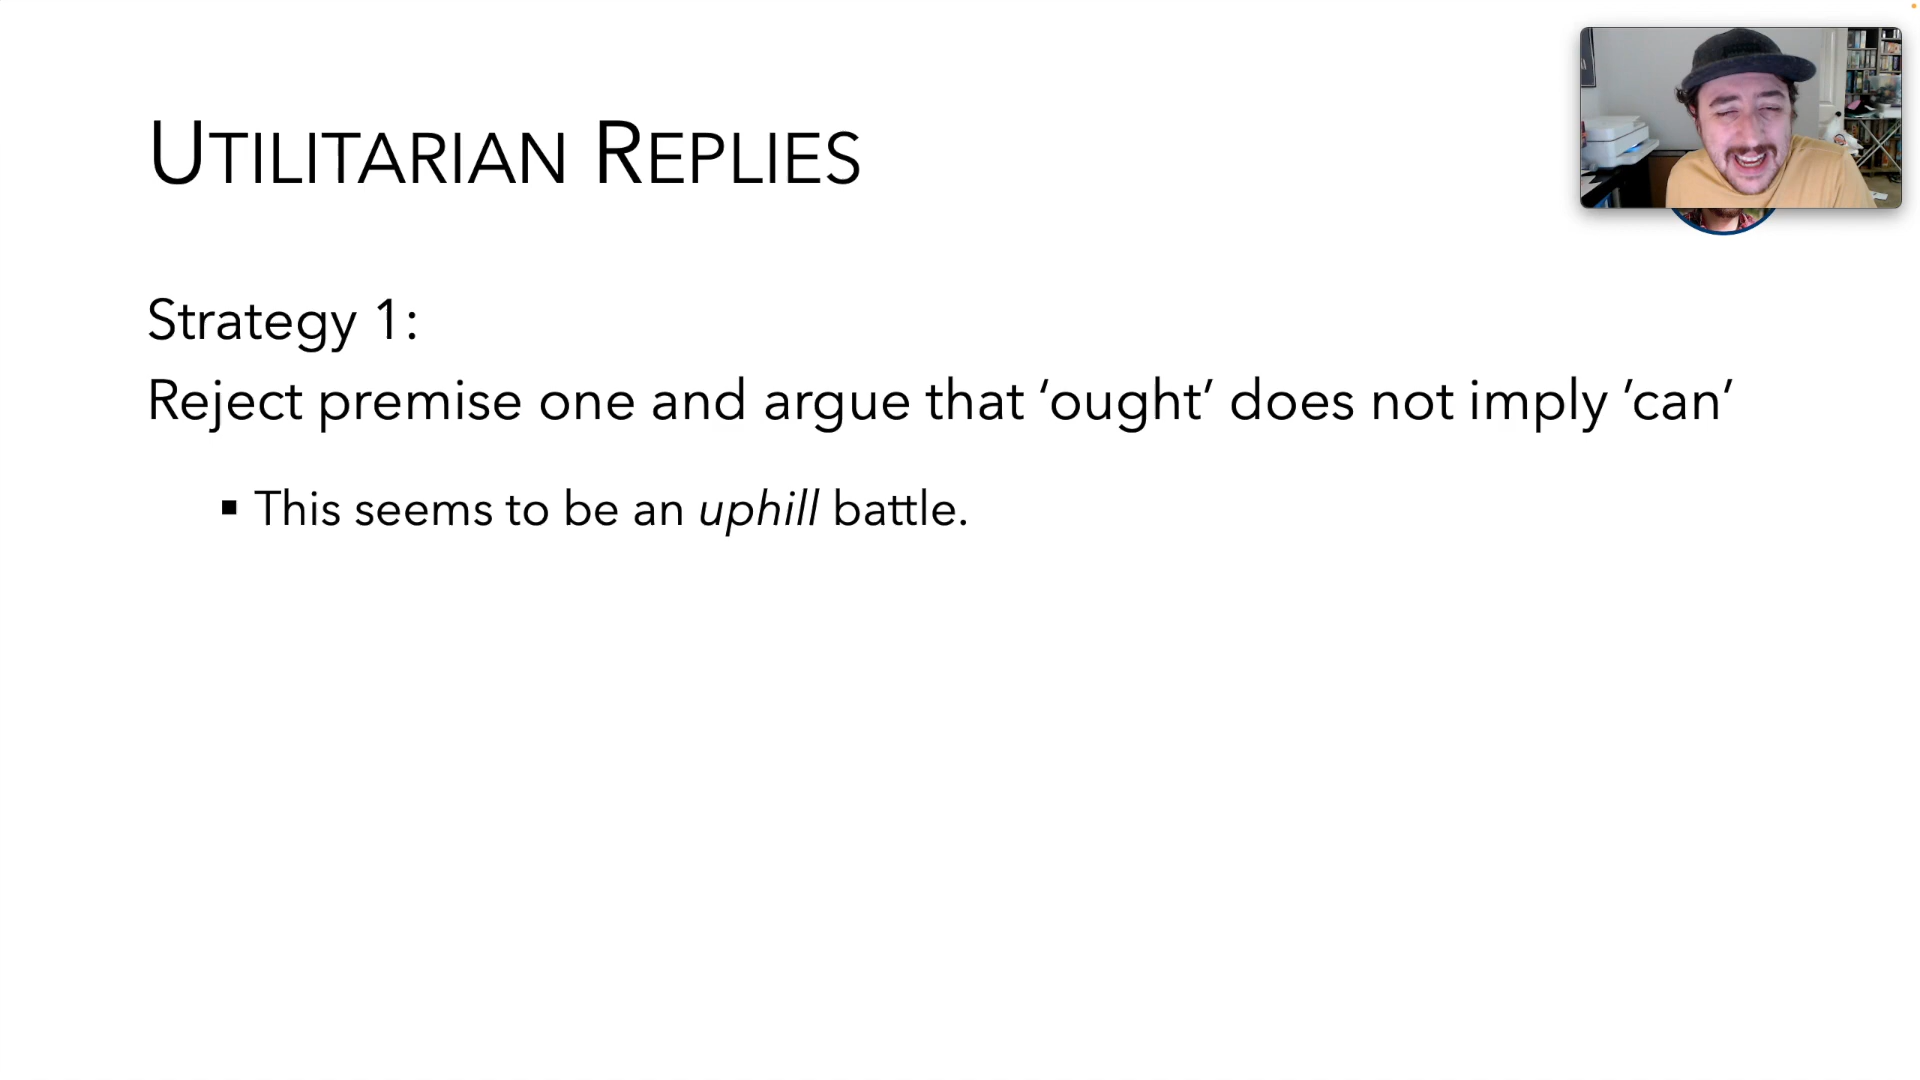 UTILITARIAN REPLIES
Strategy 1:
Reject premise one and argue that ‘ought’ does not imply ’can’
▪ This seems to be an uphill battle.